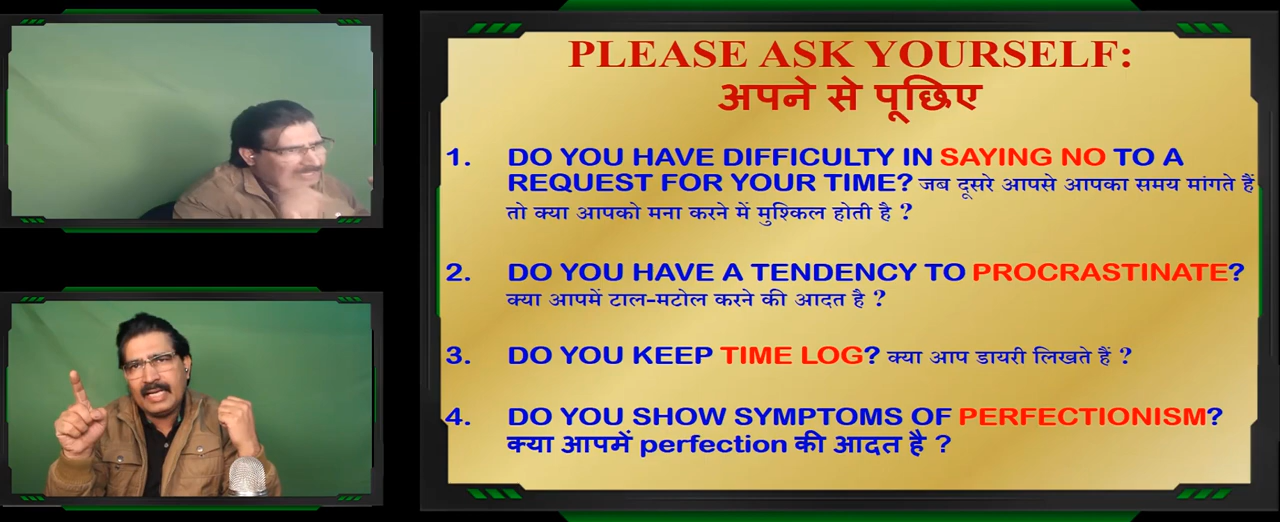 PLEASE ASK YOURSELF:
अपने से पूछिए
1. DO YOU HAVE DIFFICULTY IN SAYING NO TO A
REQUEST FOR YOUR TIME? जब दूसरे आपसे आपका समय मांगते हैं
तो क्या आपको मना करने में मुश्किल होती है ?
2. DO YOU HAVE A TENDENCY TO PROCRASTINATE?
क्या आपमें टाल-मटोल करने की आदत है ?
3. DO YOU KEEP TIME LOG? क्या आप डायरी लिखते हैं ?
4. DO YOU SHOW SYMPTOMS OF PERFECTIONISM?
क्या आपमें perfection की आदत है ?